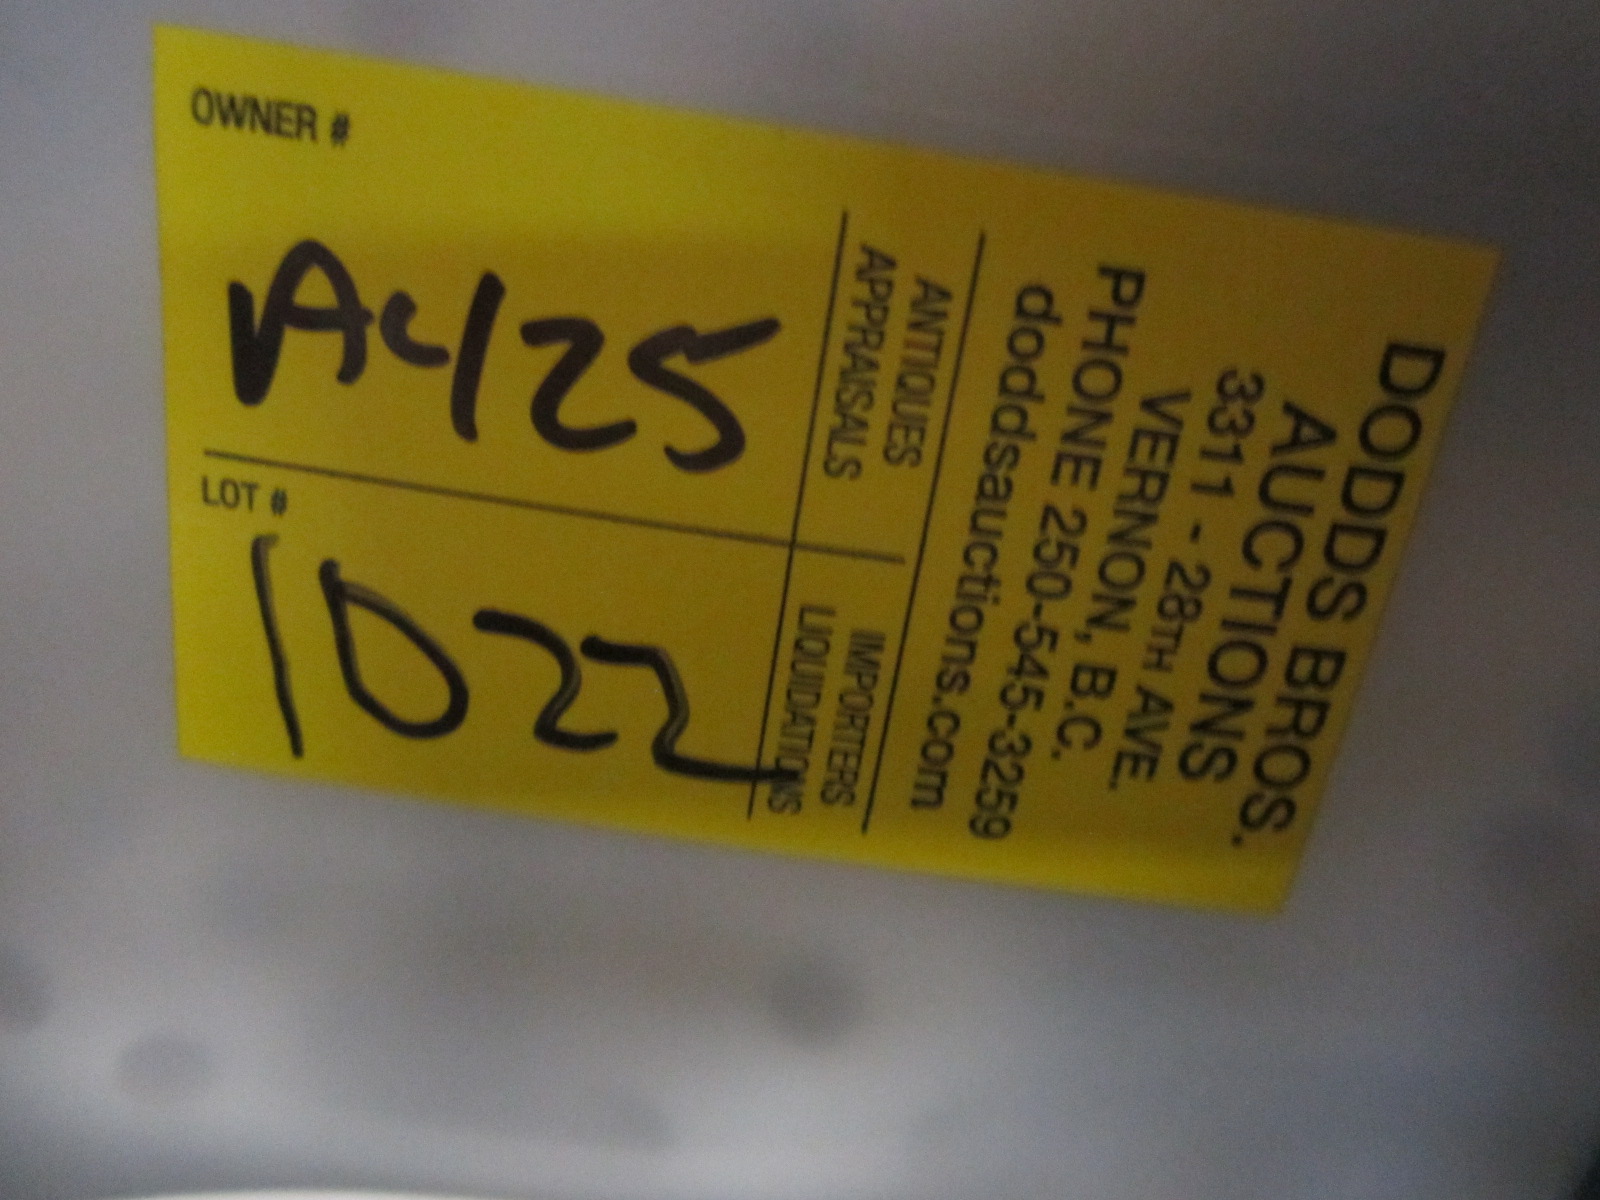 DODDS BROS.
AUCTIONS
3311 - 28TH AVE.
VERNON, B.C.
PHONE 250-545-3259
doddsauctions.com
ANTIQUES IMPORTERS
APPRAISALS LIQUIDATIONS
OWNER # LOT #
1022